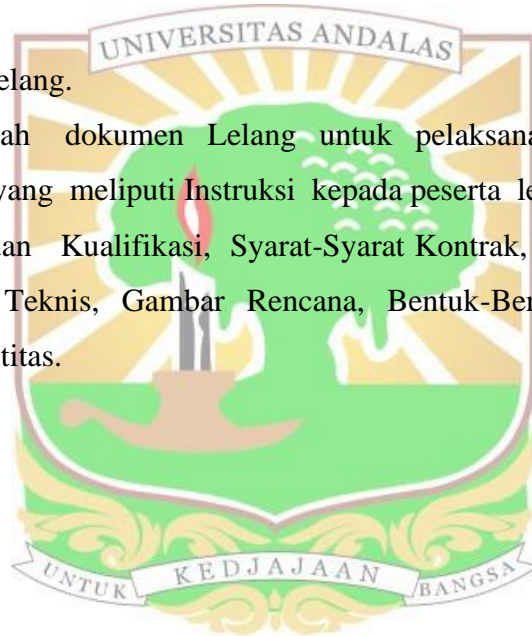 UNIVERSITAS ANDALAS
elang.
ah dokumen Lelang untuk pelaksana
yang meliputi Instruksi kepada peserta le
an Kualifikasi, Syarat-Syarat Kontrak,
Teknis, Gambar Rencana, Bentuk-Ber
titas.
UNTUK KEDJAJAAN BANGSA